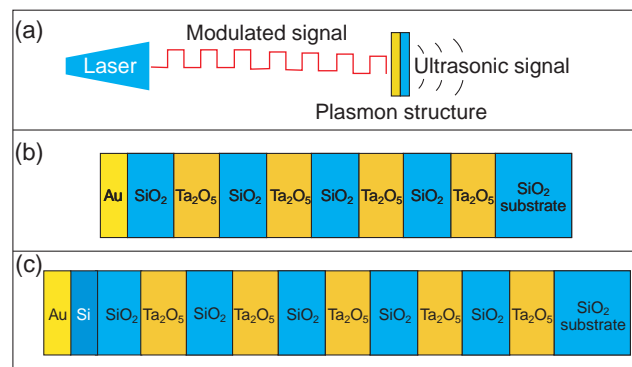 (a)
Modulated signal
Laser
Ultrasonic signal
Plasmon structure
(b)
Au SiO₂ Ta₂O₅ SiO₂ Ta₂O₅ SiO₂ Ta₂O₅ SiO₂ Ta₂O₅ SiO₂
substrate
(c)
Au Si SiO₂ Ta₂O₅ SiO₂ Ta₂O₅ SiO₂ Ta₂O₅ SiO₂ Ta₂O₅ SiO₂ Ta₂O₅ SiO₂
substrate